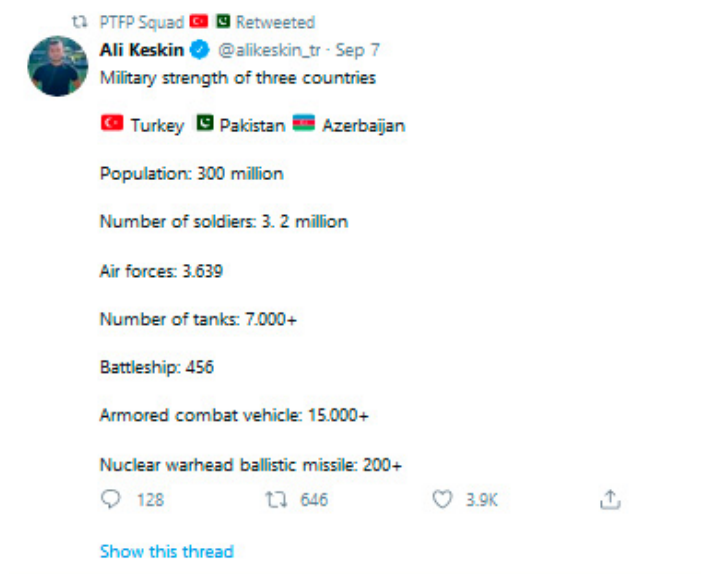 PTFP Squad 🇹🇷 🇵🇰 Retweeted
Ali Keskin @alikeskin_tr · Sep 7
Military strength of three countries
🇹🇷 Turkey 🇵🇰 Pakistan 🇦🇿 Azerbaijan
Population: 300 million
Number of soldiers: 3. 2 million
Air forces: 3.639
Number of tanks: 7.000+
Battleship: 456
Armored combat vehicle: 15.000+
Nuclear warhead ballistic missile: 200+
128 646 3.9K
Show this thread